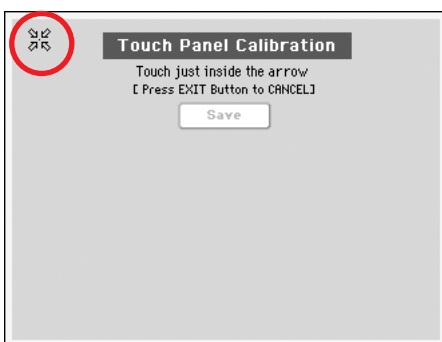 Touch Panel Calibration
Touch just inside the arrow
[ Press EXIT Button to CANCEL]
Save